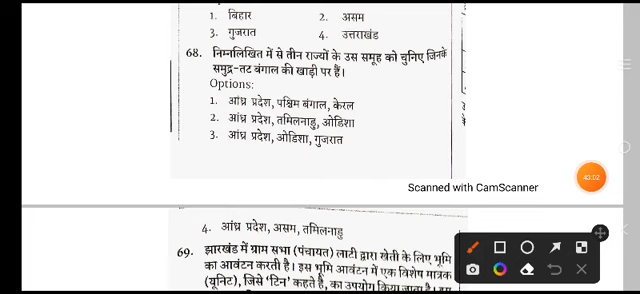 1. बिहार 2. असम
3. गुजरात 4. उत्तराखंड
68. निम्नलिखित में से तीन राज्यों के उस समूह को चुनिए जिनके
समुद्र-तट बंगाल की खाड़ी पर हैं।
Options:
1. आंध्र प्रदेश, पश्चिम बंगाल, केरल
2. आंध्र प्रदेश, तमिलनाडु, ओडिशा
3. आंध्र प्रदेश, ओडिशा, गुजरात
43:02
Scanned with CamScanner
4. आंध्र प्रदेश, असम, तमिलनाडु
69. झारखंड में ग्राम सभा (पंचायत) लाटी द्वारा खेती के लिए भूमि
का आवंटन करती है। इस भूमि आवंटन में एक विशेष मात्रक
(यूनिट), जिसे 'टिन' कहते हैं, का उपयोग किया जाता है। इस